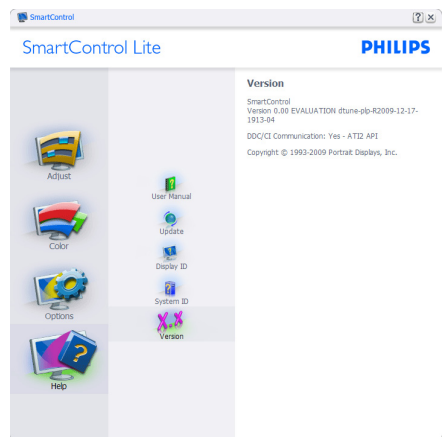 SmartControl
SmartControl Lite
PHILIPS
Adjust
Color
Options
Help
User Manual
Update
Display ID
System ID
X.X
Version
Version
SmartControl
Version 0.00 EVALUATION dtune-plp-R2009-12-17-
1913-04
DDC/CI Communication: Yes - ATI2 API
Copyright © 1993-2009 Portrait Displays, Inc.